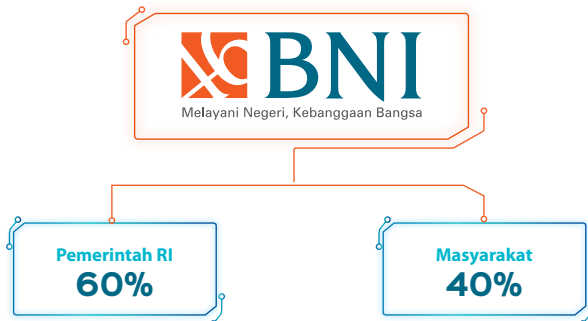 BNI
Melayani Negeri, Kebanggaan Bangsa
Pemerintah RI
60%
Masyarakat
40%